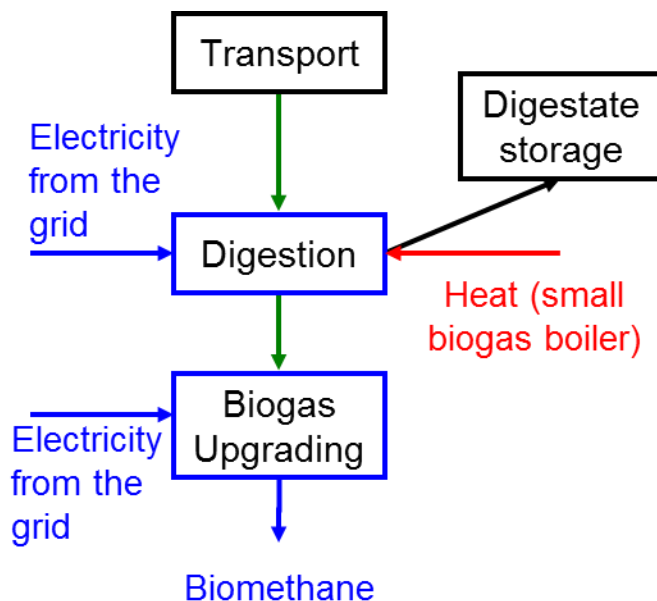 Transport
Digestate
storage
Electricity
from the
grid
Digestion
Heat (small
biogas boiler)
Biogas
Upgrading
Electricity
from the
grid
Biomethane